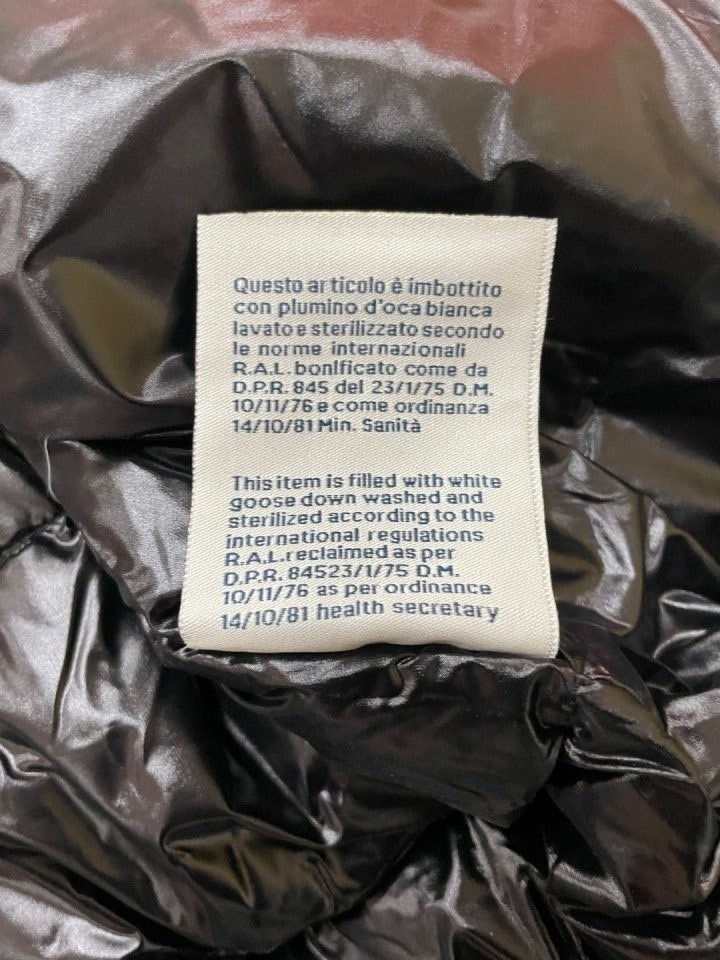 Questo articolo è imbottito
con plumino d'oca bianca
lavato e sterilizzato secondo
le norme internazionali
R.A.L. bonlficato come da
D.P.R. 845 del 23/1/75 D.M.
10/11/76 e come ordinanza
14/10/81 Min. Sanità
This item is filled with white
goose down washed and
sterilized according to the
international regulations
R.A.L. reclaimed as per
D.P.R. 84523/1/75 D.M.
10/11/76 as per ordinance
14/10/81 health secretary